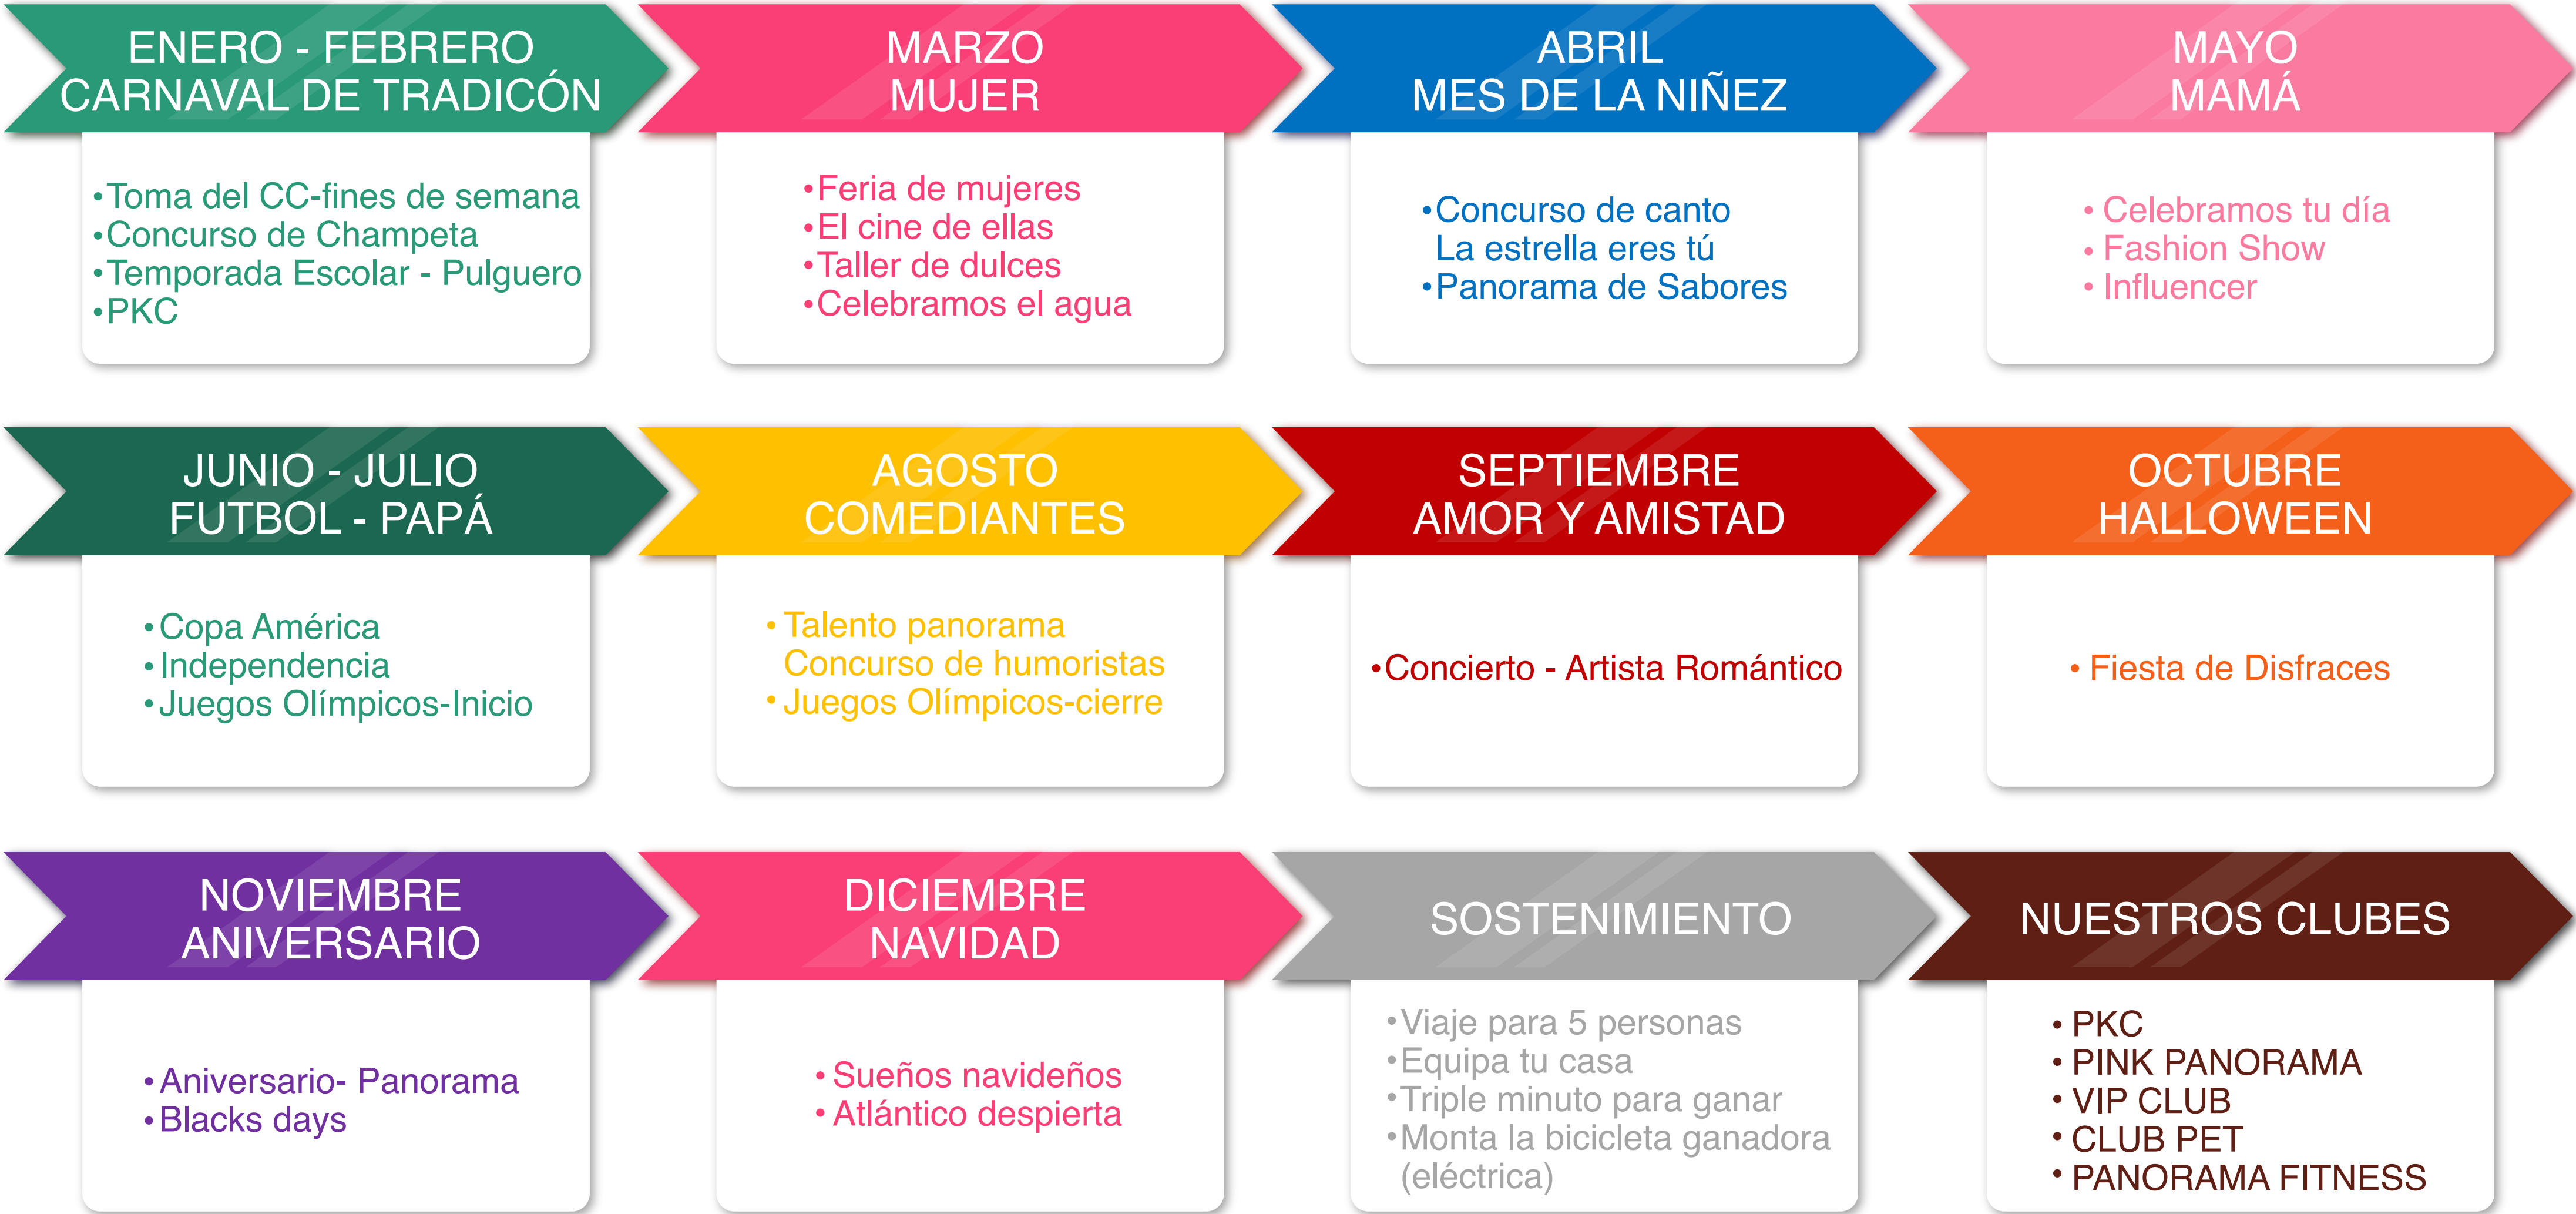 ENERO - FEBRERO
CARNAVAL DE TRADICÓN
•Toma del CC-fines de semana
•Concurso de Champeta
•Temporada Escolar - Pulguero
•PKC
MARZO
MUJER
•Feria de mujeres
•El cine de ellas
•Taller de dulces
•Celebramos el agua
ABRIL
MES DE LA NIÑEZ
•Concurso de canto
La estrella eres tú
•Panorama de Sabores
MAYO
MAMÁ
• Celebramos tu día
• Fashion Show
• Influencer
JUNIO - JULIO
FUTBOL - PAPÁ
•Copa América
•Independencia
•Juegos Olímpicos-Inicio
AGOSTO
COMEDIANTES
• Talento panorama
Concurso de humoristas
• Juegos Olímpicos-cierre
SEPTIEMBRE
AMOR Y AMISTAD
•Concierto - Artista Romántico
OCTUBRE
HALLOWEEN
• Fiesta de Disfraces
NOVIEMBRE
ANIVERSARIO
•Aniversario- Panorama
•Blacks days
DICIEMBRE
NAVIDAD
• Sueños navideños
• Atlántico despierta
SOSTENIMIENTO
•Viaje para 5 personas
•Equipa tu casa
•Triple minuto para ganar
•Monta la bicicleta ganadora
(eléctrica)
NUESTROS CLUBES
• PKC
• PINK PANORAMA
• VIP CLUB
• CLUB PET
• PANORAMA FITNESS